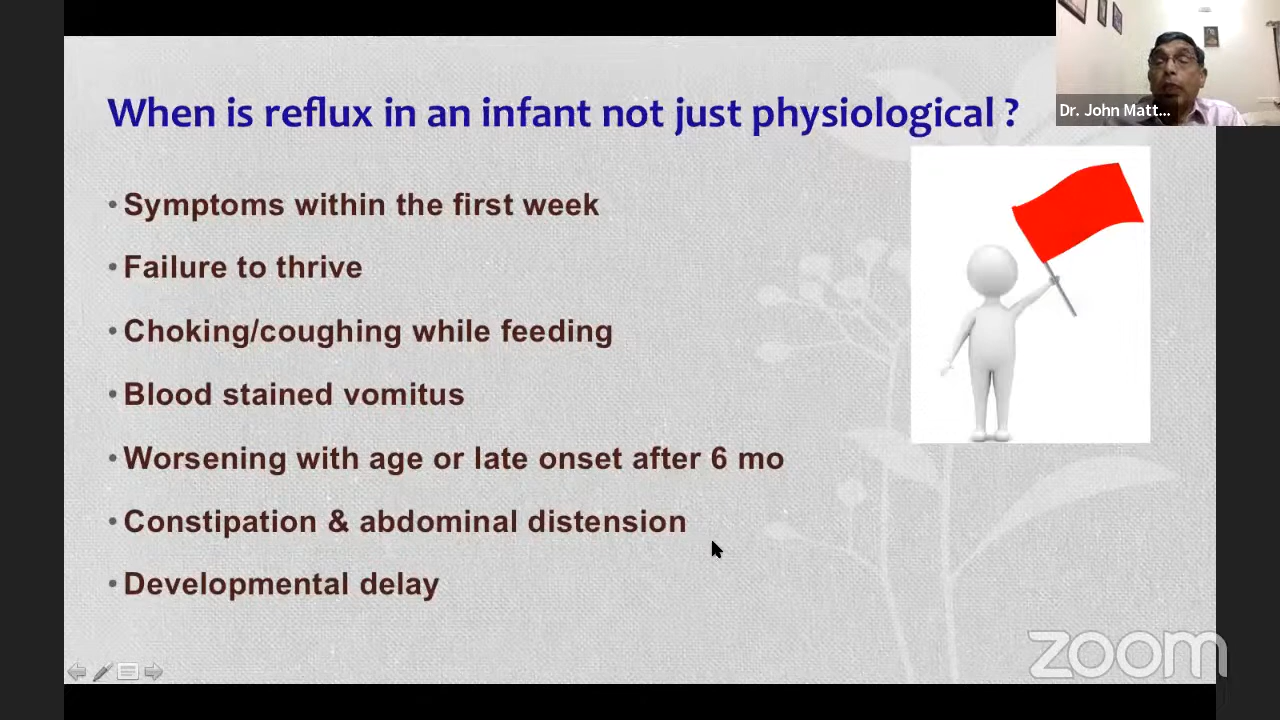 When is reflux in an infant not just physiological ?
Dr. John Matt...
• Symptoms within the first week
• Failure to thrive
• Choking/coughing while feeding
• Blood stained vomitus
• Worsening with age or late onset after 6 mo
• Constipation & abdominal distension
• Developmental delay
zoom